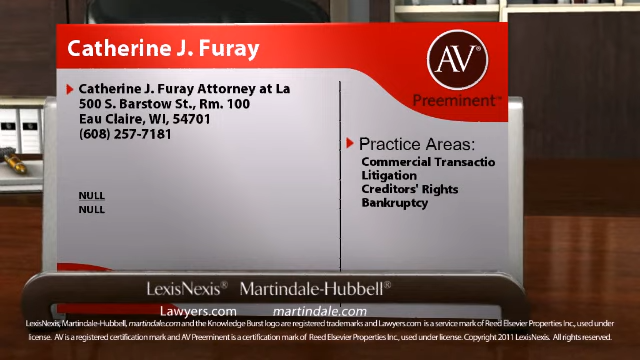 Catherine J. Furay
AV®
Preeminent™
Catherine J. Furay Attorney at La
500 S. Barstow St., Rm. 100
Eau Claire, WI, 54701
(608) 257-7181
NULL
NULL
Practice Areas:
Commercial Transactio
Litigation
Creditors' Rights
Bankruptcy
LexisNexis® Martindale-Hubbell®
Lawyers.com martindale.com
LexisNexis, Martindale-Hubbell, martindale.com and the Knowledge Burst logo are registered trademarks and Lawyers.com is a service mark of Reed Elsevier Properties Inc., used under
license. AV is a registered certification mark and AV Preeminent is a certification mark of Reed Elsevier Properties Inc., used under license. Copyright 2011 LexisNexis. All rights reserved.